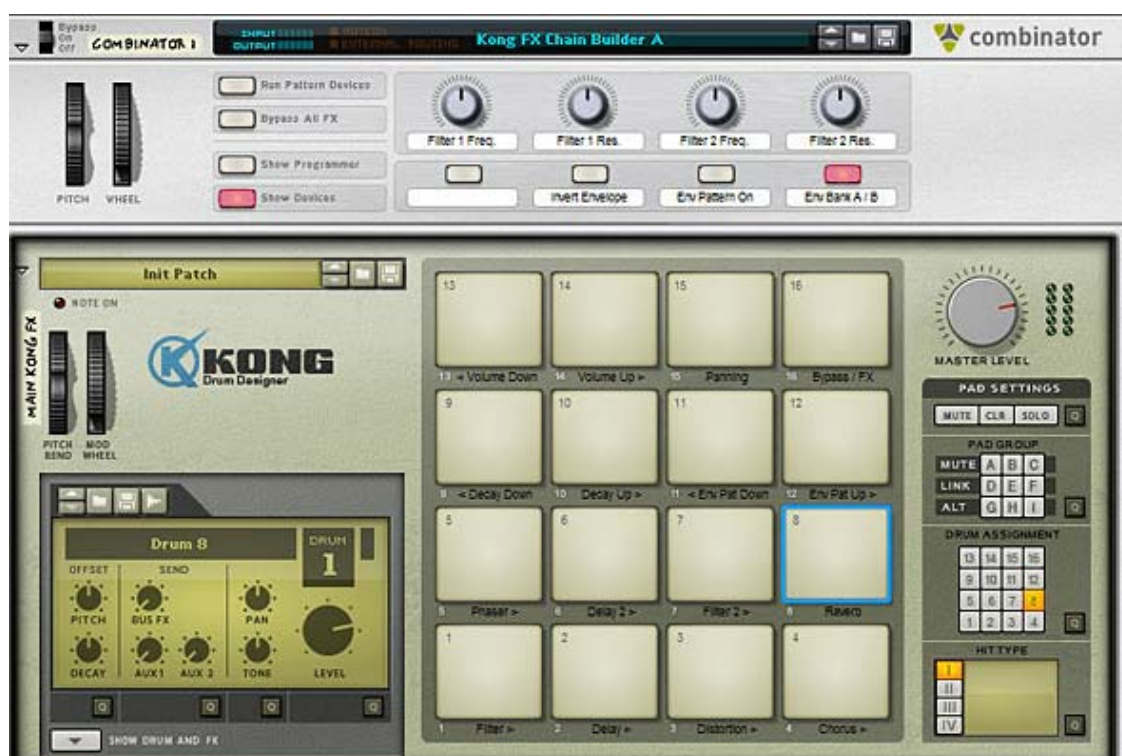 Bypass
On
Off
COMBINATOR 1
INPUT
OUTPUT
Kong FX Chain Builder A
combinator
Run Pattern Devices
Bypass All FX
Show Programmer
Show Devices
PITCH WHEEL
Filter 1 Freq. Filter 1 Res. Filter 2 Freq. Filter 2 Res.
Invert Envelope Env Pattern On Env Bank A / B
Init Patch
NOTE ON
MAIN KONG FX
KONG
Drum Designer
PITCH BEND MOD WHEEL
13 14 15 16
13 < Volume Down 14 Volume Up > 15 Panning 16 Bypass / FX
9 10 11 12
9 < Decay Down 10 Decay Up > 11 < Env Pat Down 12 Env Pat Up >
5 6 7 8
5 Phaser > 6 Delay 2 > 7 Filter 2 > 8 Reverb
1 2 3 4
1 Filter > 2 Delay > 3 Distortion > 4 Chorus >
MASTER LEVEL
PAD SETTINGS
MUTE CLR SOLO Q
PAD GROUP
MUTE A B C
LINK D E F
ALT G H I Q
DRUM ASSIGNMENT
13 14 15 16
9 10 11 12
5 6 7 8
1 2 3 4 Q
HIT TYPE
I
II
III
IV Q
Drum 8
DRUM
1
OFFSET SEND
PITCH BUS FX PAN
DECAY AUX 1 AUX 2 TONE LEVEL
Q Q Q Q
SHOW DRUM AND FX